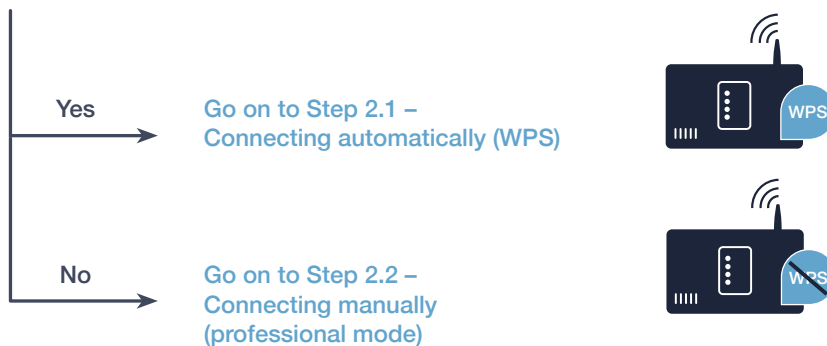 Yes
Go on to Step 2.1 –
Connecting automatically (WPS)
WPS
No
Go on to Step 2.2 –
Connecting manually
(professional mode)
WPS